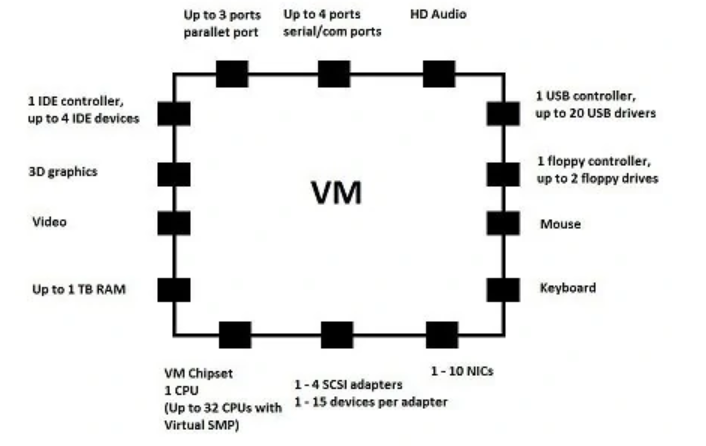 Up to 3 ports
parallet port
Up to 4 ports
serial/com ports
HD Audio
1 IDE controller,
up to 4 IDE devices
3D graphics
Video
Up to 1 TB RAM
VM
1 USB controller,
up to 20 USB drivers
1 floppy controller,
up to 2 floppy drives
Mouse
Keyboard
VM Chipset
1 CPU
(Up to 32 CPUs with
Virtual SMP)
1 - 4 SCSI adapters
1 - 15 devices per adapter
1 - 10 NICs